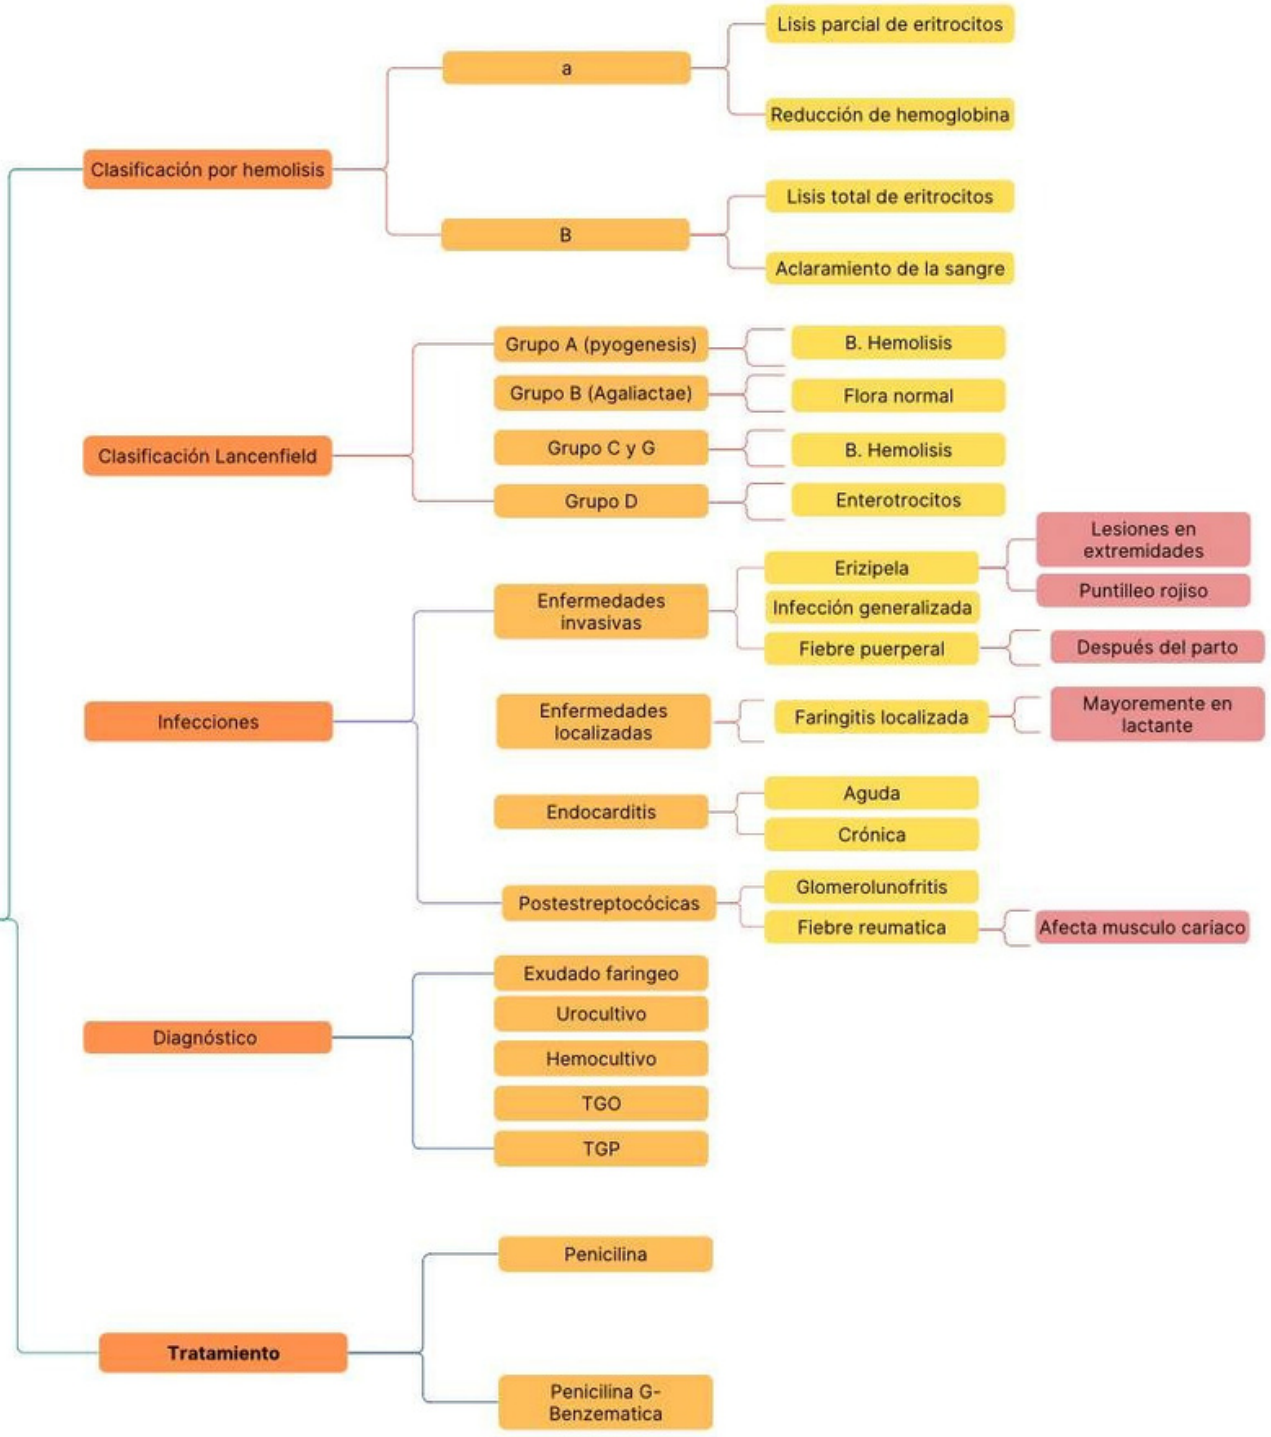 Clasificación por hemolisis
a
Lisis parcial de eritrocitos
Reducción de hemoglobina
B
Lisis total de eritrocitos
Aclaramiento de la sangre
Clasificación Lancenfield
Grupo A (pyogenesis)
B. Hemolisis
Grupo B (Agaliactae)
Flora normal
Grupo C y G
B. Hemolisis
Grupo D
Enterotrocitos
Infecciones
Enfermedades
invasivas
Erizipela
Lesiones en
extremidades
Puntilleo rojiso
Infección generalizada
Fiebre puerperal
Después del parto
Enfermedades
localizadas
Faringitis localizada
Mayoremente en
lactante
Endocarditis
Aguda
Crónica
Postestreptocócicas
Glomerolunofritis
Fiebre reumatica
Afecta musculo cariaco
Diagnóstico
Exudado faringeo
Urocultivo
Hemocultivo
TGO
TGP
Tratamiento
Penicilina
Penicilina G-
Benzematica